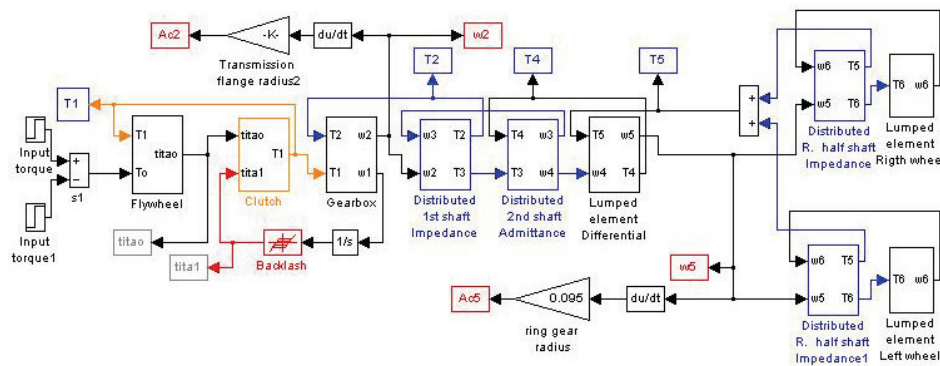 Ac2
-K-
du/dt
w2
Transmission
flange radius2
T2
T4
T5
T1
Input
torque
+
−
s1
Input
torque1
T1
To
titao
Flywheel
titao
tita1
T1
Clutch
T2
T1
w2
w1
Gearbox
w3
w2
T2
T3
Distributed
1st shaft
Impedance
T4
T3
w3
w4
Distributed
2nd shaft
Admittance
T5
w4
w5
T4
Lumped
element
Differential
+
+
w6
w5
T5
T6
Distributed
R. half shaft
Impedance
T6
w6
Lumped
element
Rigth wheel
titao
tita1
Backlash
1/s
w5
Ac5
0.095
du/dt
ring gear
radius
w6
w5
T5
T6
Distributed
R. half shaft
Impedance1
T6
w6
Lumped
element
Left wheel